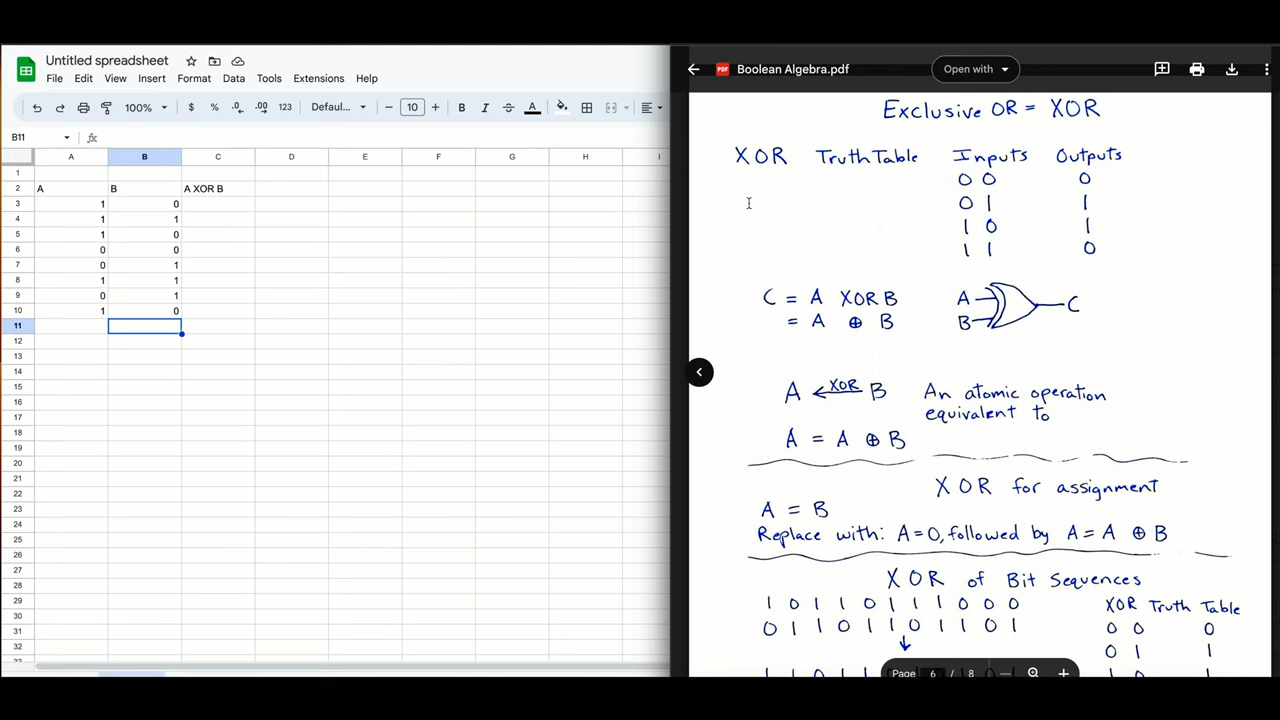 Untitled spreadsheet
File Edit View Insert Format Data Tools Extensions Help
100% $ % .0 .00 123 Defaul... 10 B I A
B11 fx
A B C D E F G H I
1
2 A B A XOR B
3 1 0
4 1 1
5 1 0
6 0 0
7 0 1
8 1 1
9 0 1
10 1 0
11
12
13
14
15
16
17
18
19
20
21
22
23
24
25
26
27
28
29
30
31
32
PDF Boolean Algebra.pdf Open with
Exclusive OR = XOR
XOR Truth Table Inputs Outputs
0 0 0
0 1 1
1 0 1
1 1 0
C = A XOR B
= A ⊕ B
A
B
C
A ← XOR B An atomic operation
equivalent to
A = A ⊕ B
XOR for assignment
A = B
Replace with: A=0, followed by A = A ⊕ B
XOR of Bit Sequences
1 0 1 1 0 1 1 1 0 0 0
0 1 1 0 1 1 0 1 1 0 1
↓
XOR Truth Table
0 0 0
0 1 1
Page 6 / 8